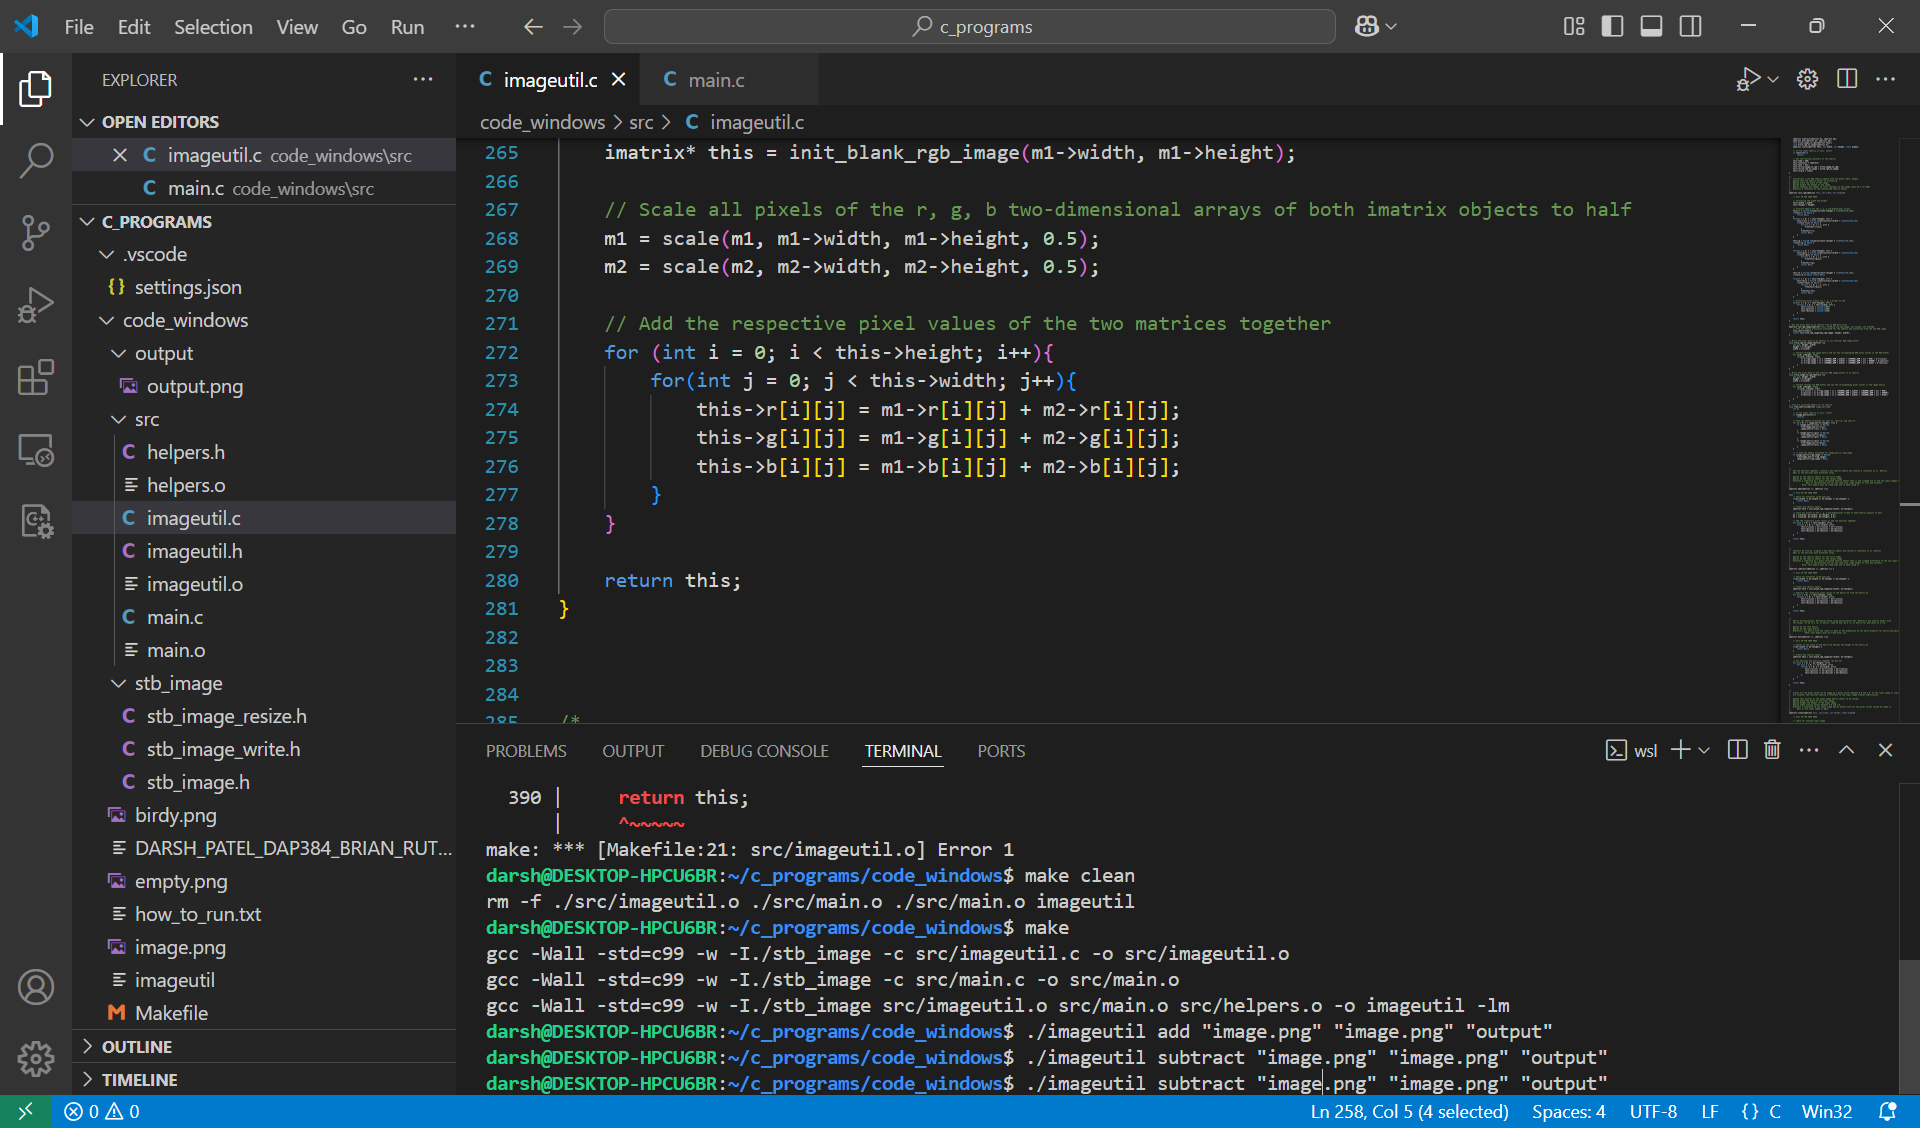 File Edit Selection View Go Run ··· c_programs
EXPLORER ···
OPEN EDITORS
imageutil.c code_windows\src
main.c code_windows\src
C_PROGRAMS
.vscode
{} settings.json
code_windows
output
output.png
src
C helpers.h
helpers.o
C imageutil.c
C imageutil.h
imageutil.o
C main.c
main.o
stb_image
C stb_image_resize.h
C stb_image_write.h
C stb_image.h
birdy.png
DARSH_PATEL_DAP384_BRIAN_RUT...
empty.png
how_to_run.txt
image.png
imageutil
M Makefile
OUTLINE
TIMELINE
C imageutil.c C main.c
code_windows > src > C imageutil.c
265 imatrix* this = init_blank_rgb_image(m1->width, m1->height);
266
267 // Scale all pixels of the r, g, b two-dimensional arrays of both imatrix objects to half
268 m1 = scale(m1, m1->width, m1->height, 0.5);
269 m2 = scale(m2, m2->width, m2->height, 0.5);
270
271 // Add the respective pixel values of the two matrices together
272 for (int i = 0; i < this->height; i++){
273 for(int j = 0; j < this->width; j++){
274 this->r[i][j] = m1->r[i][j] + m2->r[i][j];
275 this->g[i][j] = m1->g[i][j] + m2->g[i][j];
276 this->b[i][j] = m1->b[i][j] + m2->b[i][j];
277 }
278 }
279
280 return this;
281 }
282
283
284
285 /*
PROBLEMS OUTPUT DEBUG CONSOLE TERMINAL PORTS wsl
390 | return this;
| ^~~~~~
make: *** [Makefile:21: src/imageutil.o] Error 1
darsh@DESKTOP-HPCU6BR:~/c_programs/code_windows$ make clean
rm -f ./src/imageutil.o ./src/main.o ./src/main.o imageutil
darsh@DESKTOP-HPCU6BR:~/c_programs/code_windows$ make
gcc -Wall -std=c99 -w -I./stb_image -c src/imageutil.c -o src/imageutil.o
gcc -Wall -std=c99 -w -I./stb_image -c src/main.c -o src/main.o
gcc -Wall -std=c99 -w -I./stb_image src/imageutil.o src/main.o src/helpers.o -o imageutil -lm
darsh@DESKTOP-HPCU6BR:~/c_programs/code_windows$ ./imageutil add "image.png" "image.png" "output"
darsh@DESKTOP-HPCU6BR:~/c_programs/code_windows$ ./imageutil subtract "image.png" "image.png" "output"
darsh@DESKTOP-HPCU6BR:~/c_programs/code_windows$ ./imageutil subtract "image.png" "image.png" "output"
0 0 Ln 258, Col 5 (4 selected) Spaces: 4 UTF-8 LF {} C Win32